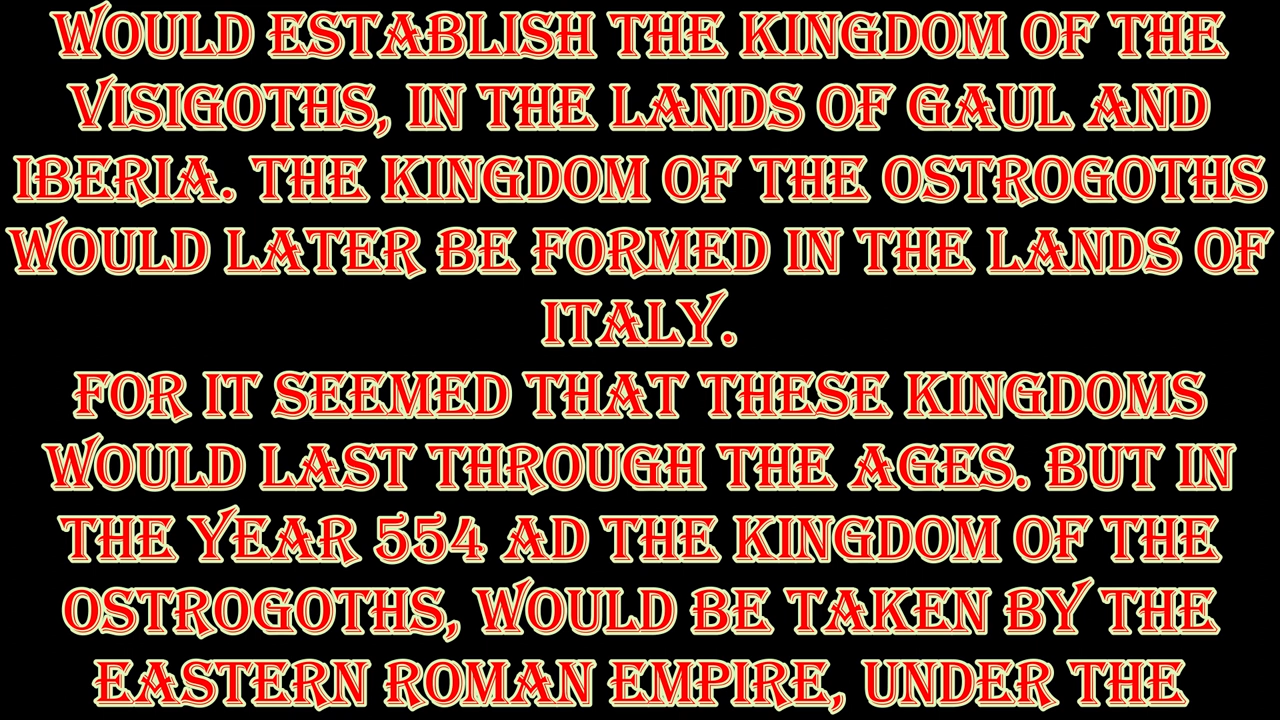 WOULD ESTABLISH THE KINGDOM OF THE
VISIGOTHS, IN THE LANDS OF GAUL AND
IBERIA. THE KINGDOM OF THE OSTROGOTHS
WOULD LATER BE FORMED IN THE LANDS OF
ITALY.
FOR IT SEEMED THAT THESE KINGDOMS
WOULD LAST THROUGH THE AGES. BUT IN
THE YEAR 554 AD THE KINGDOM OF THE
OSTROGOTHS, WOULD BE TAKEN BY THE
EASTERN ROMAN EMPIRE, UNDER THE